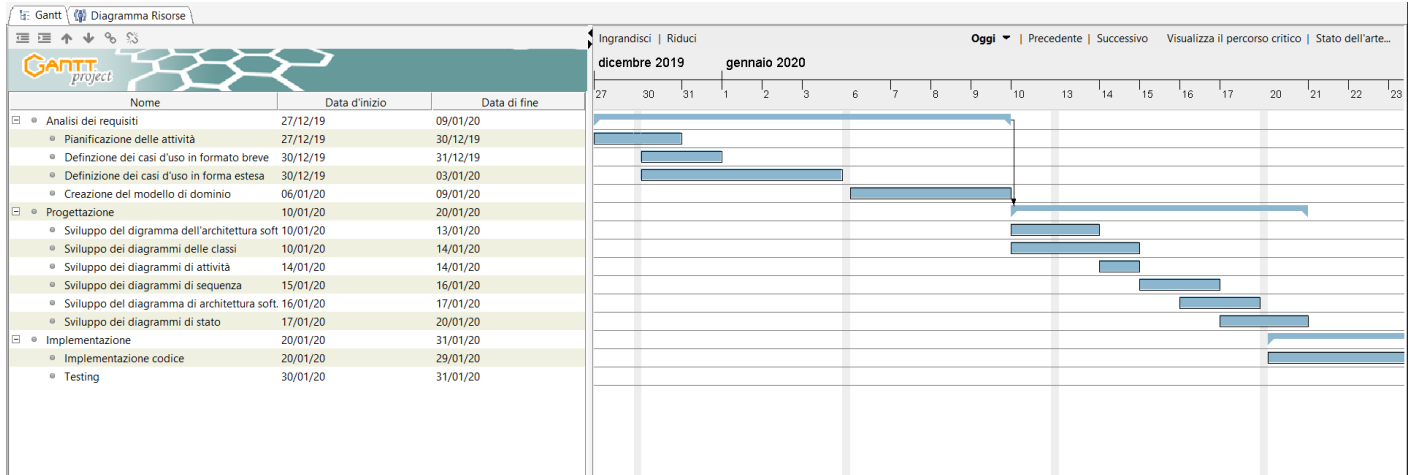 Gantt Diagramma Risorse
Ingrandisci | Riduci Oggi | Precedente | Successivo Visualizza il percorso critico | Stato dell'arte...
GANTT project
dicembre 2019 gennaio 2020
27 30 31 1 2 3 6 7 8 9 10 13 14 15 16 17 20 21 22 23
Nome Data d'inizio Data di fine
Analisi dei requisiti 27/12/19 09/01/20
Pianificazione delle attività 27/12/19 30/12/19
Definzione dei casi d'uso in formato breve 30/12/19 31/12/19
Definizione dei casi d'uso in forma estesa 30/12/19 03/01/20
Creazione del modello di dominio 06/01/20 09/01/20
Progettazione 10/01/20 20/01/20
Sviluppo del digramma dell'architettura soft 10/01/20 13/01/20
Sviluppo dei diagrammi delle classi 10/01/20 14/01/20
Sviluppo dei diagrammi di attività 14/01/20 14/01/20
Sviluppo dei diagrammi di sequenza 15/01/20 16/01/20
Sviluppo del diagramma di architettura soft. 16/01/20 17/01/20
Sviluppo dei diagrammi di stato 17/01/20 20/01/20
Implementazione 20/01/20 31/01/20
Implementazione codice 20/01/20 29/01/20
Testing 30/01/20 31/01/20